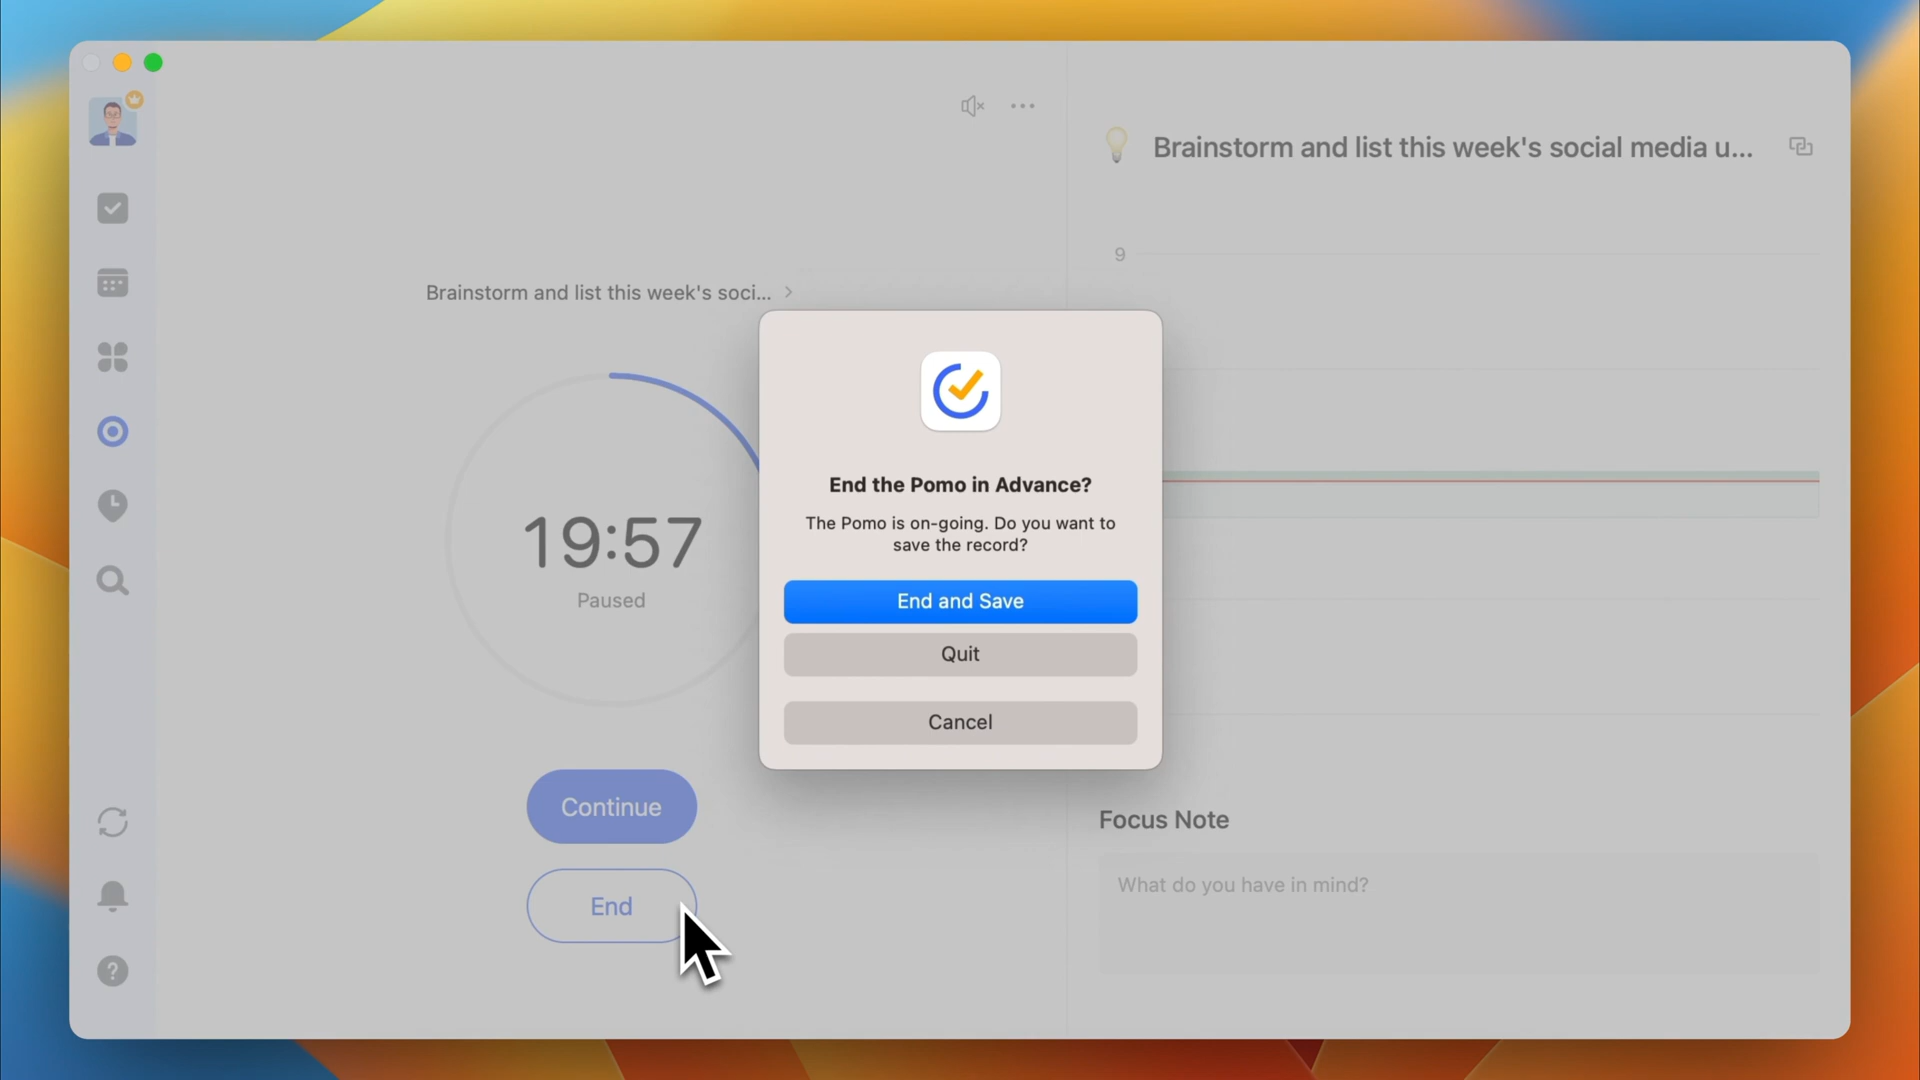 Brainstorm and list this week's social media u...
9
Brainstorm and list this week's soci...
19:57
Paused
Continue
End
End the Pomo in Advance?
The Pomo is on-going. Do you want to
save the record?
End and Save
Quit
Cancel
Focus Note
What do you have in mind?